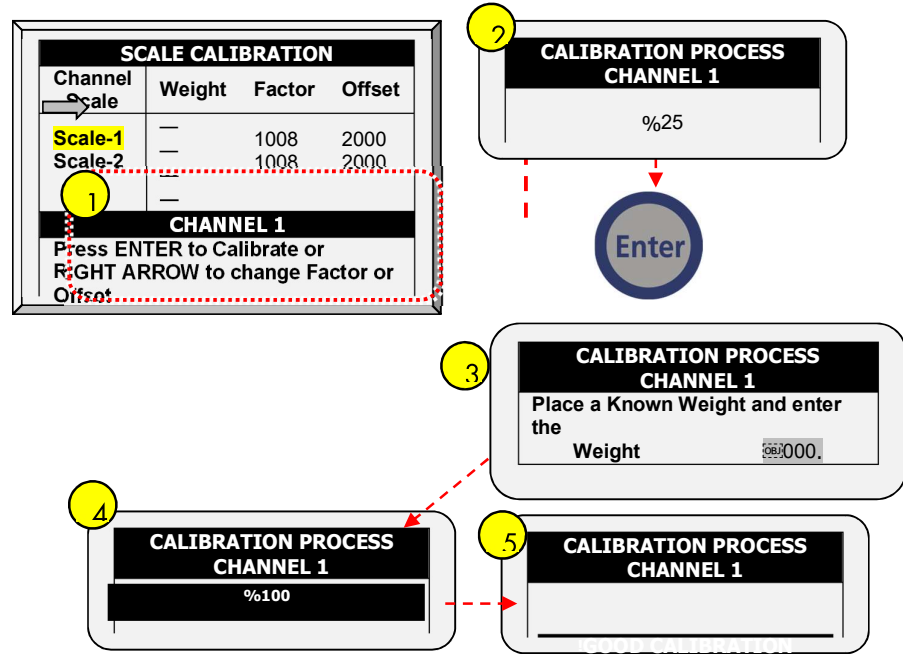 SCALE CALIBRATION
Channel Scale Weight Factor Offset
Scale-1 — 1008 2000
Scale-2 — 1008 2000
—
—
1
CHANNEL 1
Press ENTER to Calibrate or
RIGHT ARROW to change Factor or
Offset
2
CALIBRATION PROCESS
CHANNEL 1
%25
Enter
3
CALIBRATION PROCESS
CHANNEL 1
Place a Known Weight and enter
the
Weight OBJ000.
4
CALIBRATION PROCESS
CHANNEL 1
%100
5
CALIBRATION PROCESS
CHANNEL 1
!GOOD CALIBRATION